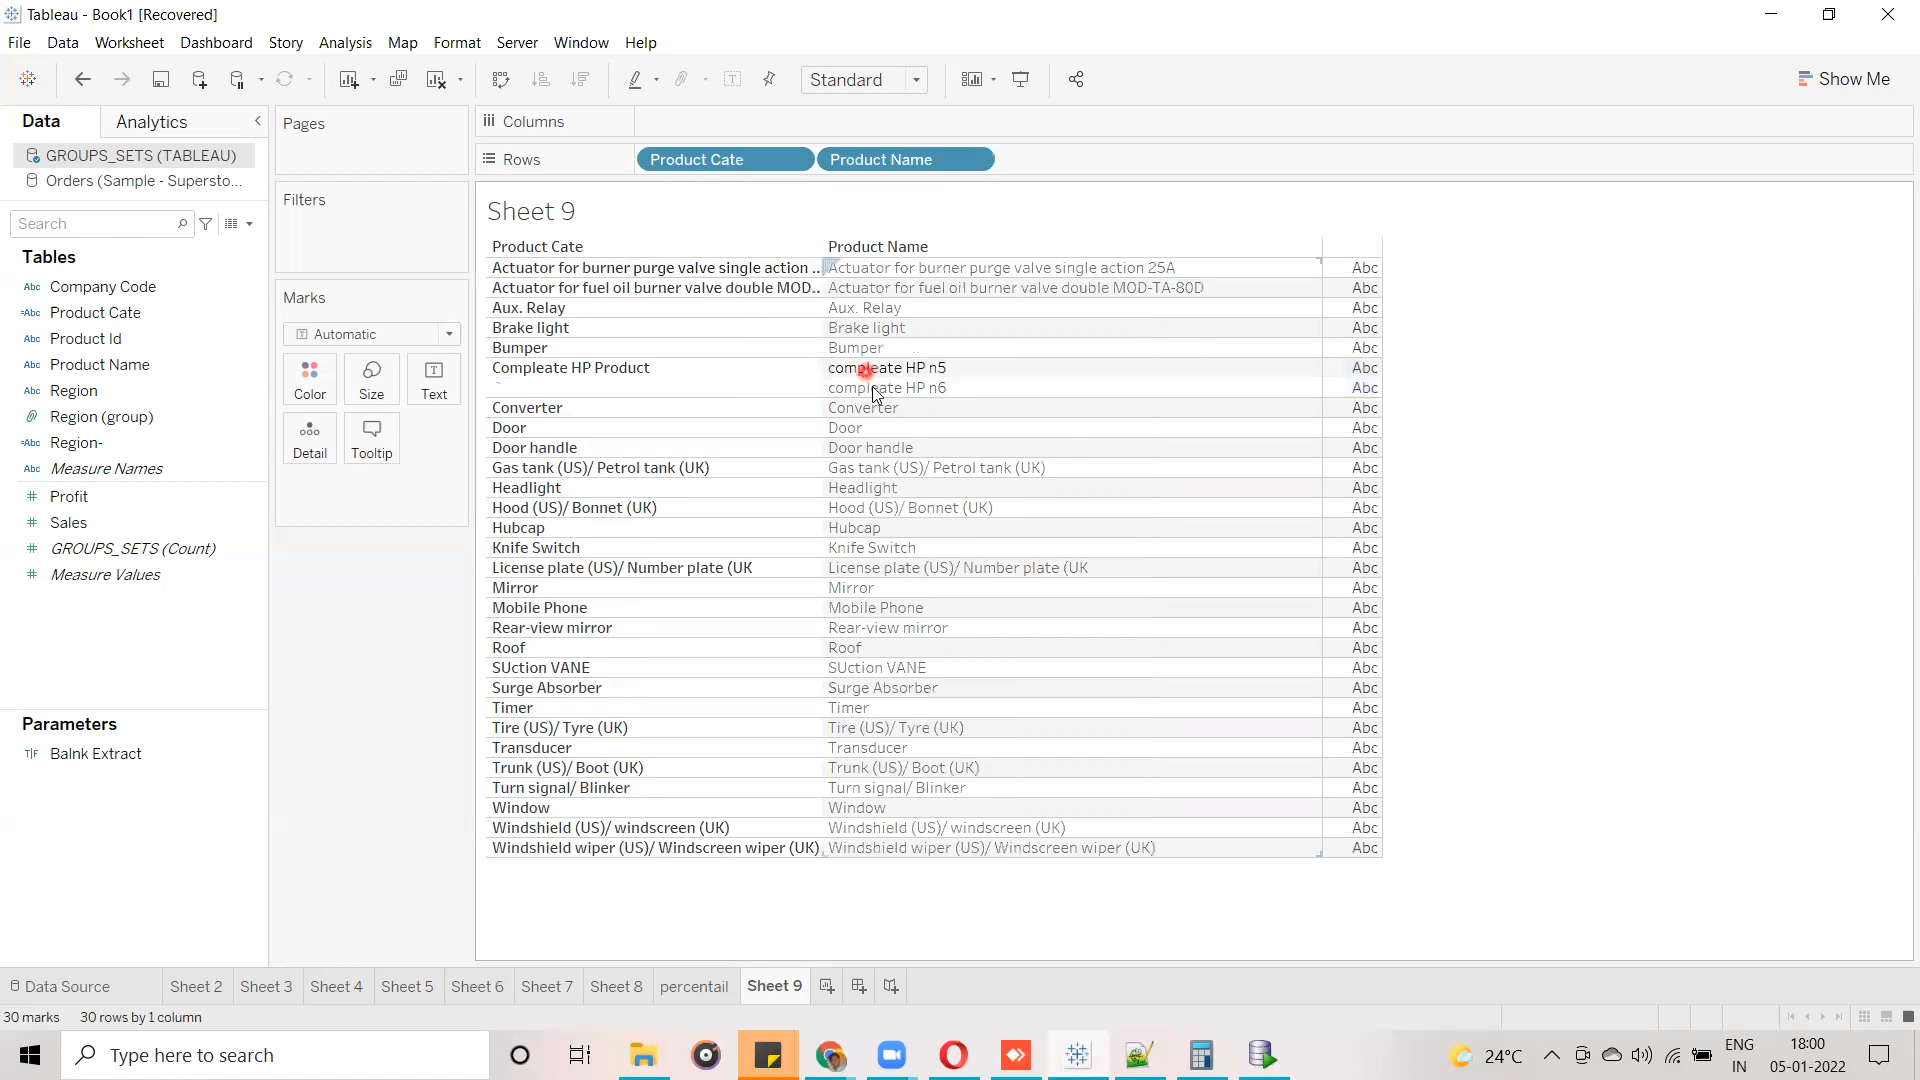 Tableau - Book1 [Recovered]
File Data Worksheet Dashboard Story Analysis Map Format Server Window Help
Standard
Show Me
Data Analytics
GROUPS_SETS (TABLEAU)
Orders (Sample - Supersto...
Search
Tables
Abc Company Code
=Abc Product Cate
Abc Product Id
Abc Product Name
Abc Region
Region (group)
=Abc Region-
Abc Measure Names
# Profit
# Sales
# GROUPS_SETS (Count)
# Measure Values
Parameters
Balnk Extract
Pages
Filters
Marks
Automatic
Color Size Text
Detail Tooltip
Columns
Rows Product Cate Product Name
Sheet 9
Product Cate Product Name
Actuator for burner purge valve single action .. Actuator for burner purge valve single action 25A Abc
Actuator for fuel oil burner valve double MOD.. Actuator for fuel oil burner valve double MOD-TA-80D Abc
Aux. Relay Aux. Relay Abc
Brake light Brake light Abc
Bumper Bumper Abc
Compleate HP Product compleate HP n5 Abc
compleate HP n6 Abc
Converter Converter Abc
Door Door Abc
Door handle Door handle Abc
Gas tank (US)/ Petrol tank (UK) Gas tank (US)/ Petrol tank (UK) Abc
Headlight Headlight Abc
Hood (US)/ Bonnet (UK) Hood (US)/ Bonnet (UK) Abc
Hubcap Hubcap Abc
Knife Switch Knife Switch Abc
License plate (US)/ Number plate (UK License plate (US)/ Number plate (UK Abc
Mirror Mirror Abc
Mobile Phone Mobile Phone Abc
Rear-view mirror Rear-view mirror Abc
Roof Roof Abc
SUction VANE SUction VANE Abc
Surge Absorber Surge Absorber Abc
Timer Timer Abc
Tire (US)/ Tyre (UK) Tire (US)/ Tyre (UK) Abc
Transducer Transducer Abc
Trunk (US)/ Boot (UK) Trunk (US)/ Boot (UK) Abc
Turn signal/ Blinker Turn signal/ Blinker Abc
Window Window Abc
Windshield (US)/ windscreen (UK) Windshield (US)/ windscreen (UK) Abc
Windshield wiper (US)/ Windscreen wiper (UK) Windshield wiper (US)/ Windscreen wiper (UK) Abc
Data Source Sheet 2 Sheet 3 Sheet 4 Sheet 5 Sheet 6 Sheet 7 Sheet 8 percentail Sheet 9
30 marks 30 rows by 1 column
Type here to search
24°C
ENG
IN
18:00
05-01-2022